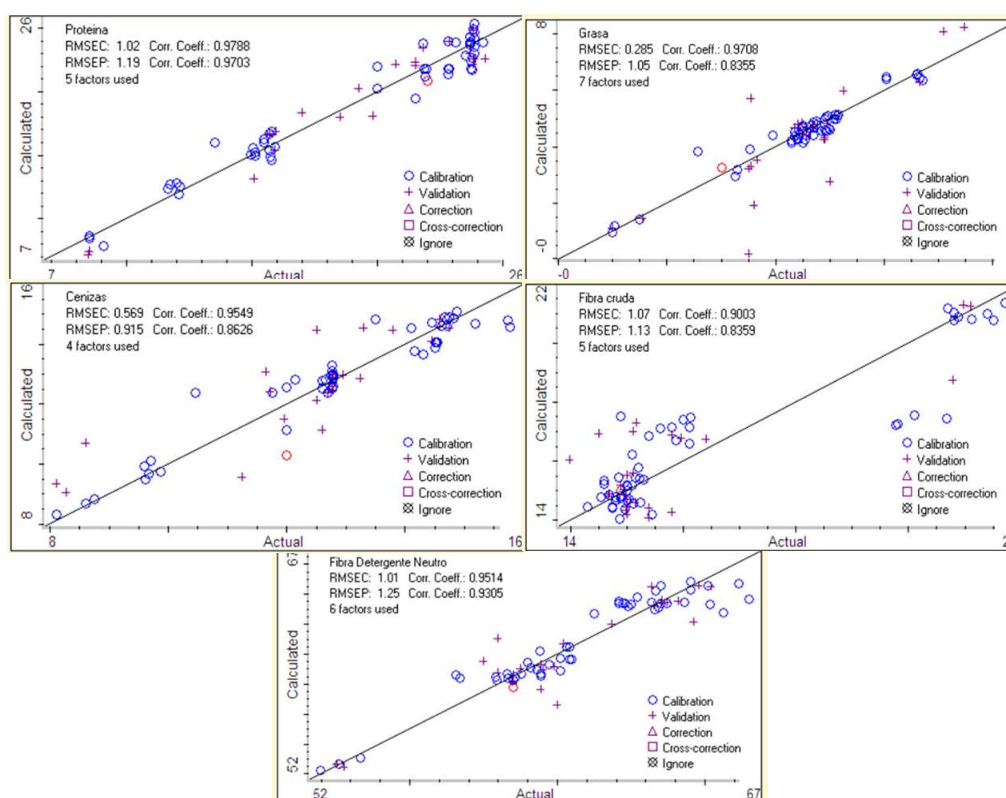 26
Proteina
RMSEC: 1.02 Corr. Coeff.: 0.9788
RMSEP: 1.19 Corr. Coeff.: 0.9703
5 factors used
Calculated
Calibration
Validation
Correction
Cross-correction
Ignore
7
7
Actual
26
8
Grasa
RMSEC: 0.285 Corr. Coeff.: 0.9708
RMSEP: 1.05 Corr. Coeff.: 0.8355
7 factors used
Calculated
Calibration
Validation
Correction
Cross-correction
Ignore
-0
-0
Actual
8
16
Cenizas
RMSEC: 0.569 Corr. Coeff.: 0.9549
RMSEP: 0.915 Corr. Coeff.: 0.8626
4 factors used
Calculated
Calibration
Validation
Correction
Cross-correction
Ignore
8
8
Actual
16
22
Fibra cruda
RMSEC: 1.07 Corr. Coeff.: 0.9003
RMSEP: 1.13 Corr. Coeff.: 0.8359
5 factors used
Calculated
Calibration
Validation
Correction
Cross-correction
Ignore
14
14
Actual
67
Fibra Detergente Neutro
RMSEC: 1.01 Corr. Coeff.: 0.9514
RMSEP: 1.25 Corr. Coeff.: 0.9305
6 factors used
Calculated
Calibration
Validation
Correction
Cross-correction
Ignore
52
52
Actual
67